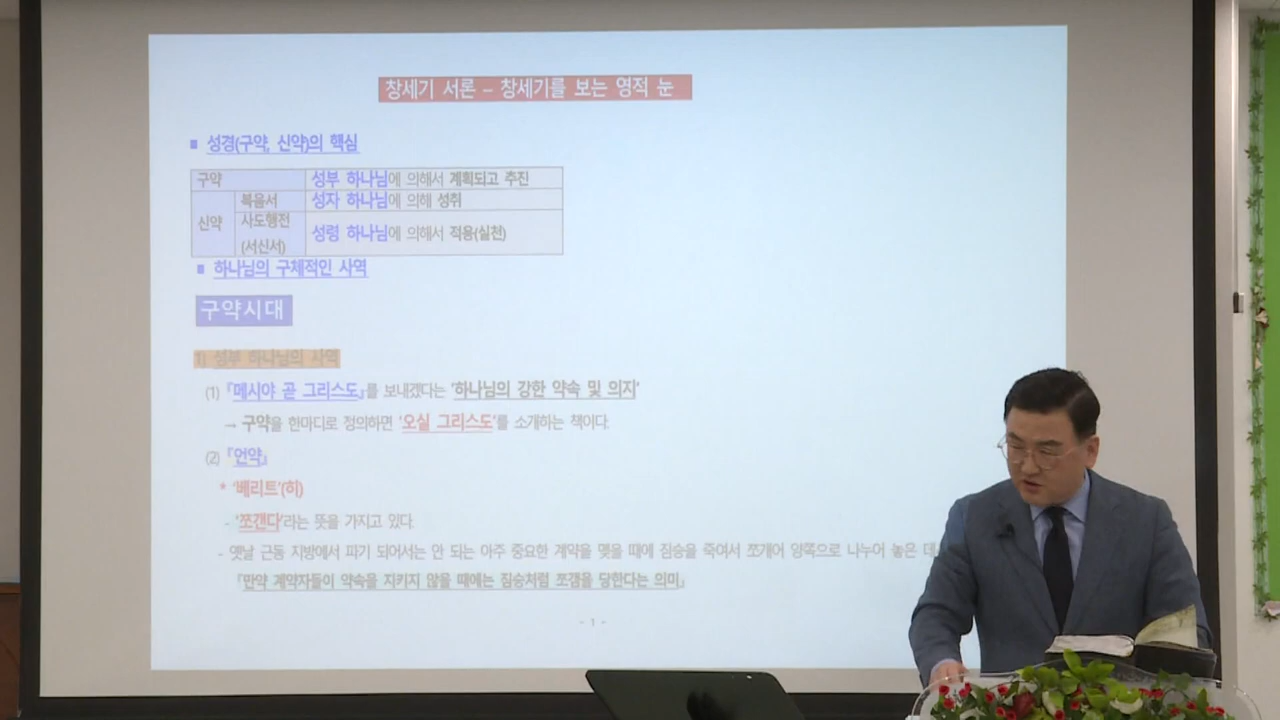 창세기 서론 – 창세기를 보는 영적 눈
■ 성경(구약, 신약)의 핵심
구약 성부 하나님에 의해서 계획되고 추진
신약 복음서 성자 하나님에 의해 성취
사도행전 (서신서) 성령 하나님에 의해서 적용(실천)
■ 하나님의 구체적인 사역
구약시대
1) 성부 하나님의 사역
(1) 『메시야 곧 그리스도』를 보내겠다는 '하나님의 강한 약속 및 의지'
→ 구약을 한마디로 정의하면 '오실 그리스도'를 소개하는 책이다.
(2) 『언약』
* '베리트'(히)
- '쪼갠다'라는 뜻을 가지고 있다.
- 옛날 근동 지방에서 파기 되어서는 안 되는 아주 중요한 계약을 맺을 때에 짐승을 죽여서 쪼개어 양쪽으로 나누어 놓은 데
『만약 계약자들이 약속을 지키지 않을 때에는 짐승처럼 쪼갬을 당한다는 의미』
- 1 -